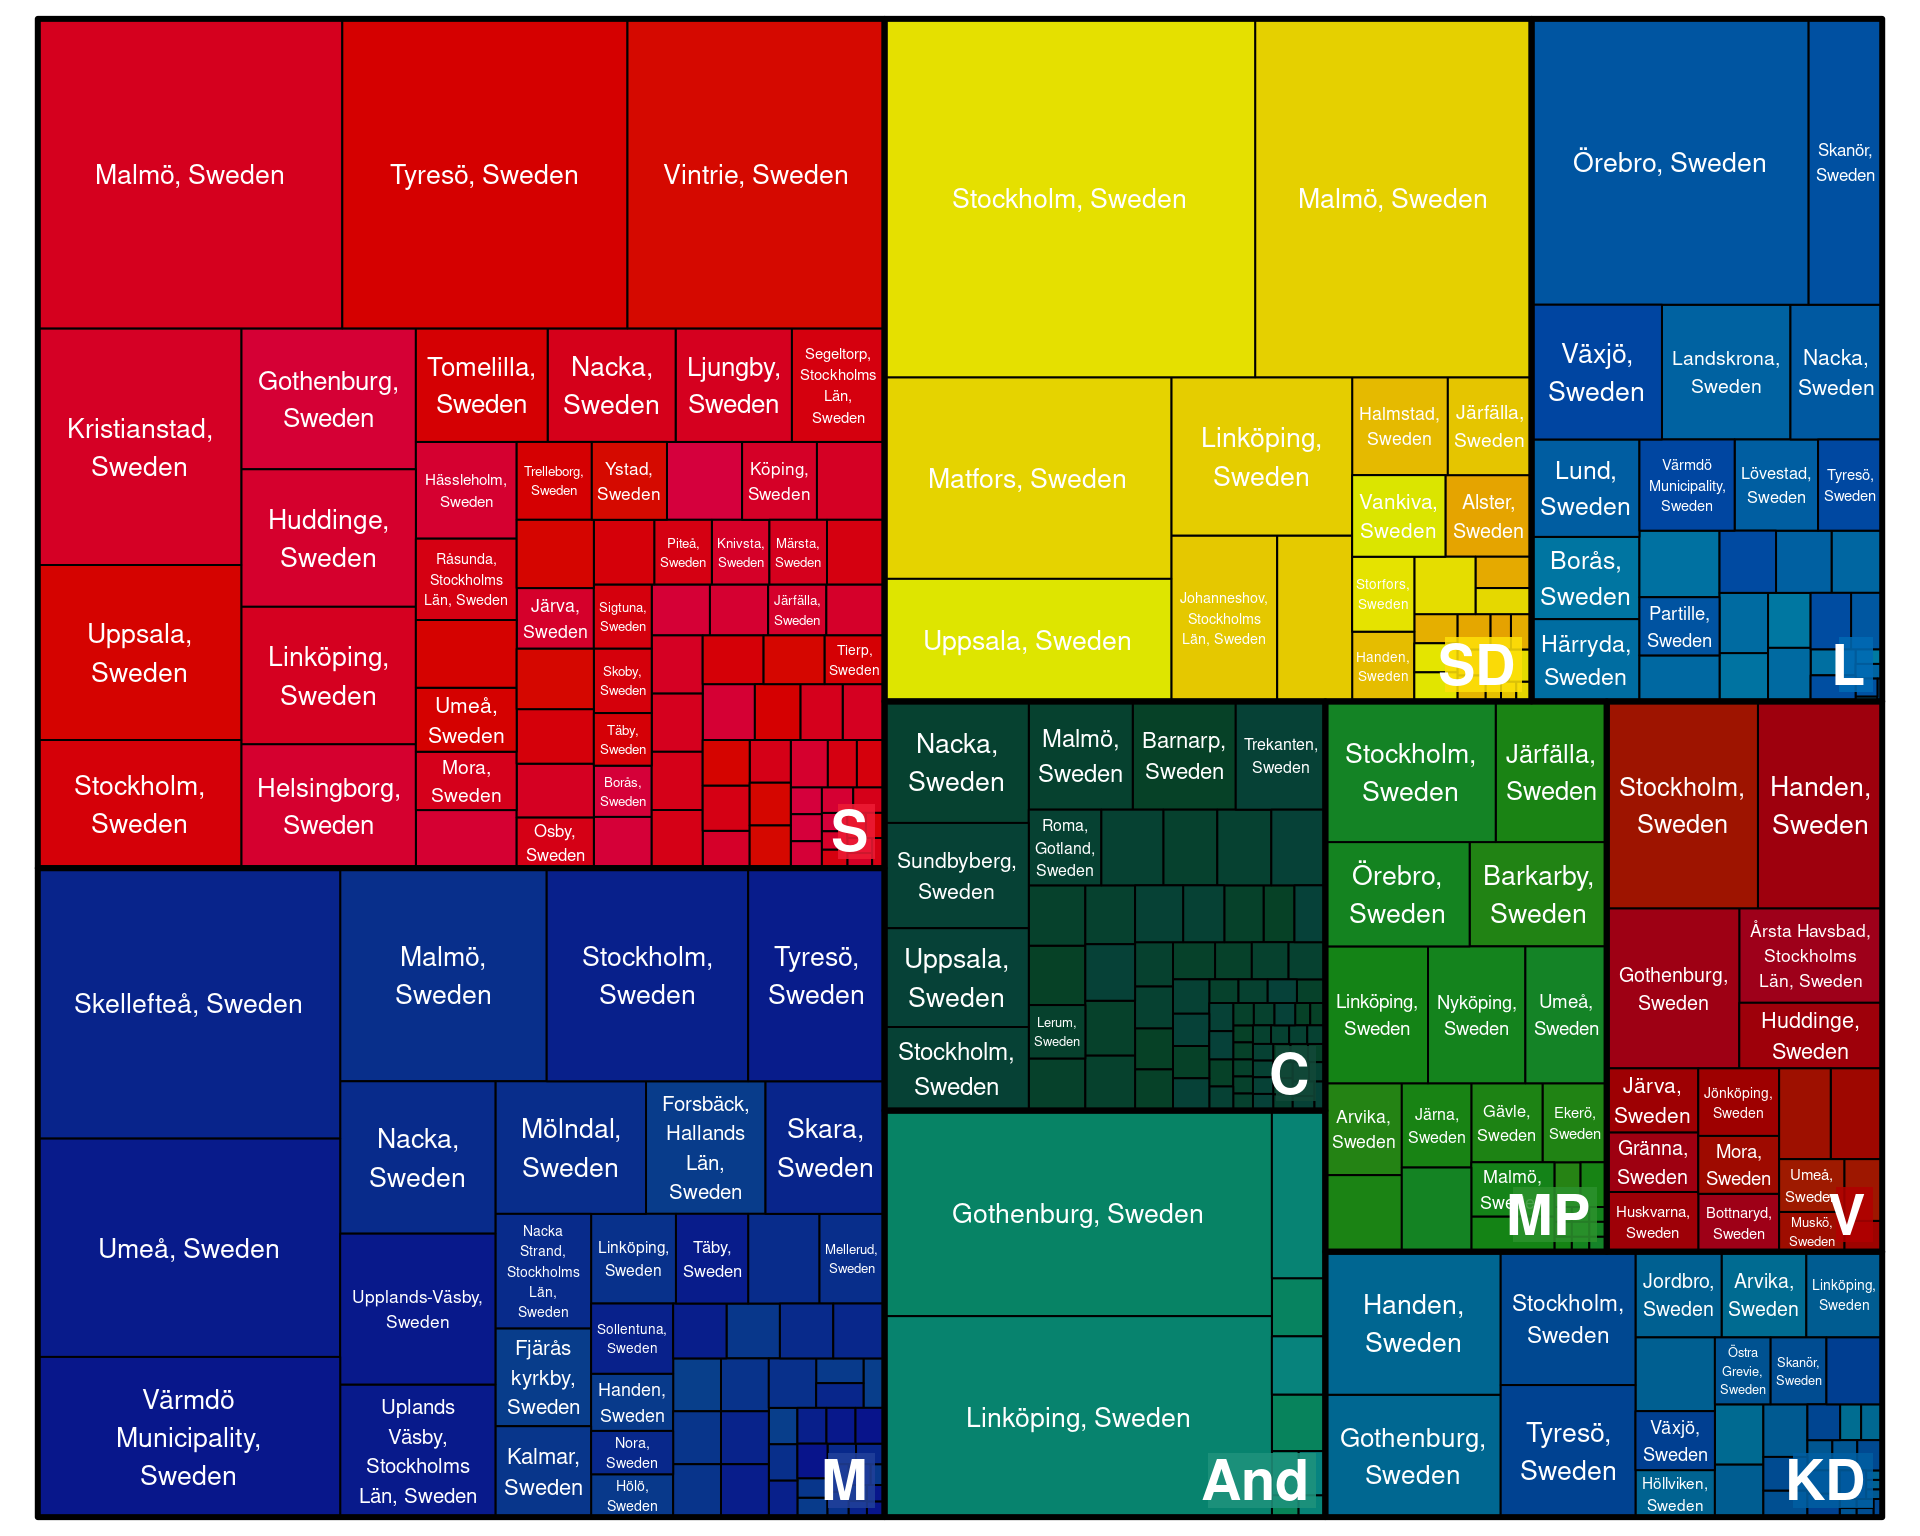 Malmö, Sweden
Tyresö, Sweden
Vintrie, Sweden
Kristianstad,
Sweden
Uppsala,
Sweden
Stockholm,
Sweden
Gothenburg,
Sweden
Huddinge,
Sweden
Linköping,
Sweden
Helsingborg,
Sweden
Tomelilla,
Sweden
Nacka,
Sweden
Ljungby,
Sweden
Segeltorp,
Stockholms
Län,
Sweden
Hässleholm,
Sweden
Råsunda,
Stockholms
Län, Sweden
Umeå,
Sweden
Mora,
Sweden
Trelleborg,
Sweden
Ystad,
Sweden
Köping,
Sweden
Järva,
Sweden
Osby,
Sweden
Piteå,
Sweden
Knivsta,
Sweden
Märsta,
Sweden
Sigtuna,
Sweden
Skoby,
Sweden
Täby,
Sweden
Borås,
Sweden
Järfälla,
Sweden
Tierp,
Sweden
S
Skellefteå, Sweden
Umeå, Sweden
Värmdö
Municipality,
Sweden
Malmö,
Sweden
Stockholm,
Sweden
Tyresö,
Sweden
Nacka,
Sweden
Upplands-Väsby,
Sweden
Uplands
Väsby,
Stockholms
Län, Sweden
Mölndal,
Sweden
Forsbäck,
Hallands
Län,
Sweden
Skara,
Sweden
Nacka
Strand,
Stockholms
Län,
Sweden
Fjärås
kyrkby,
Sweden
Kalmar,
Sweden
Linköping,
Sweden
Täby,
Sweden
Mellerud,
Sweden
Sollentuna,
Sweden
Handen,
Sweden
Nora,
Sweden
Hölö,
Sweden
M
Stockholm, Sweden
Malmö, Sweden
Matfors, Sweden
Uppsala, Sweden
Linköping,
Sweden
Johanneshov,
Stockholms
Län, Sweden
Halmstad,
Sweden
Järfälla,
Sweden
Vankiva,
Sweden
Alster,
Sweden
Storfors,
Sweden
Handen,
Sweden
SD
Örebro, Sweden
Skanör,
Sweden
Växjö,
Sweden
Landskrona,
Sweden
Nacka,
Sweden
Lund,
Sweden
Borås,
Sweden
Härryda,
Sweden
Värmdö
Municipality,
Sweden
Lövestad,
Sweden
Tyresö,
Sweden
Partille,
Sweden
L
Nacka,
Sweden
Sundbyberg,
Sweden
Uppsala,
Sweden
Stockholm,
Sweden
Malmö,
Sweden
Barnarp,
Sweden
Trekanten,
Sweden
Roma,
Gotland,
Sweden
Lerum,
Sweden
C
Gothenburg, Sweden
Linköping, Sweden
And
Stockholm,
Sweden
Järfälla,
Sweden
Örebro,
Sweden
Barkarby,
Sweden
Linköping,
Sweden
Nyköping,
Sweden
Umeå,
Sweden
Arvika,
Sweden
Järna,
Sweden
Gävle,
Sweden
Ekerö,
Sweden
Malmö,
Sweden
MP
Stockholm,
Sweden
Handen,
Sweden
Gothenburg,
Sweden
Årsta Havsbad,
Stockholms
Län, Sweden
Huddinge,
Sweden
Järva,
Sweden
Gränna,
Sweden
Huskvarna,
Sweden
Jönköping,
Sweden
Mora,
Sweden
Bottnaryd,
Sweden
Umeå,
Sweden
Muskö,
Sweden
V
Handen,
Sweden
Gothenburg,
Sweden
Stockholm,
Sweden
Tyresö,
Sweden
Jordbro,
Sweden
Arvika,
Sweden
Linköping,
Sweden
Östra
Grevie,
Sweden
Skanör,
Sweden
Växjö,
Sweden
Höllviken,
Sweden
KD